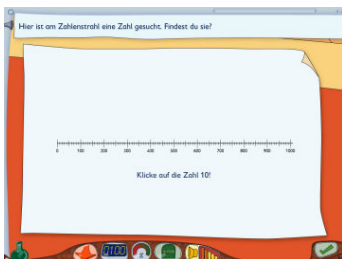 Hier ist am Zahlenstrahl eine Zahl gesucht. Findest du sie?
0 100 200 300 400 500 600 700 800 900 1000
Klicke auf die Zahl 10!